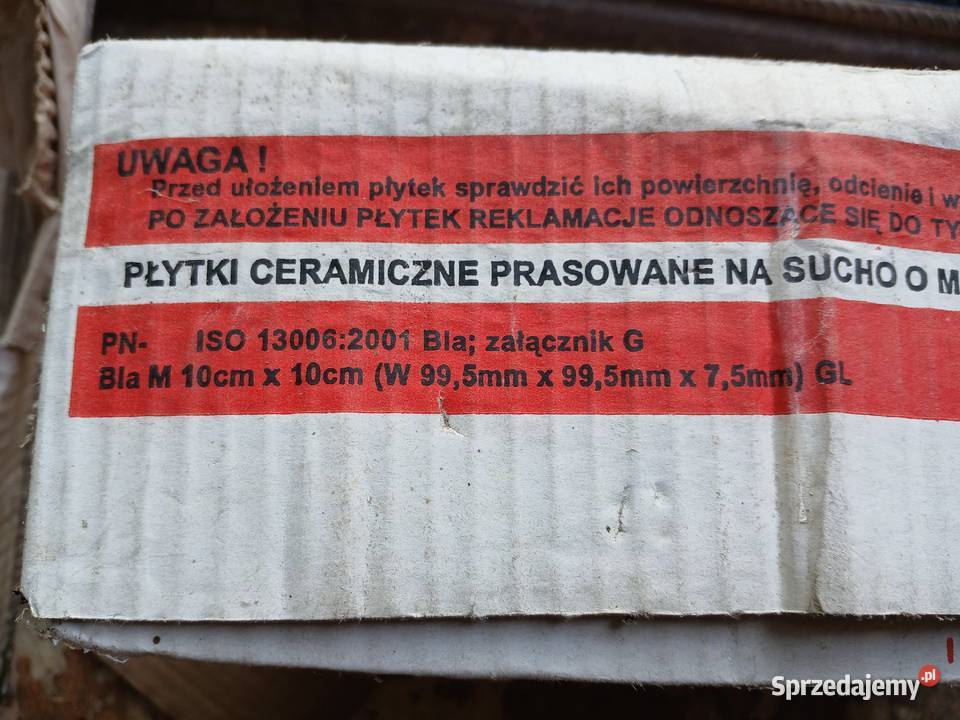 UWAGA !
Przed ułożeniem płytek sprawdzić ich powierzchnię, odcienie i w
PO ZAŁOŻENIU PŁYTEK REKLAMACJE ODNOSZĄCE SIĘ DO TY
PŁYTKI CERAMICZNE PRASOWANE NA SUCHO O M
PN- ISO 13006:2001 BIa; załącznik G
BIa M 10cm x 10cm (W 99,5mm x 99,5mm x 7,5mm) GL
Sprzedajemy.pl